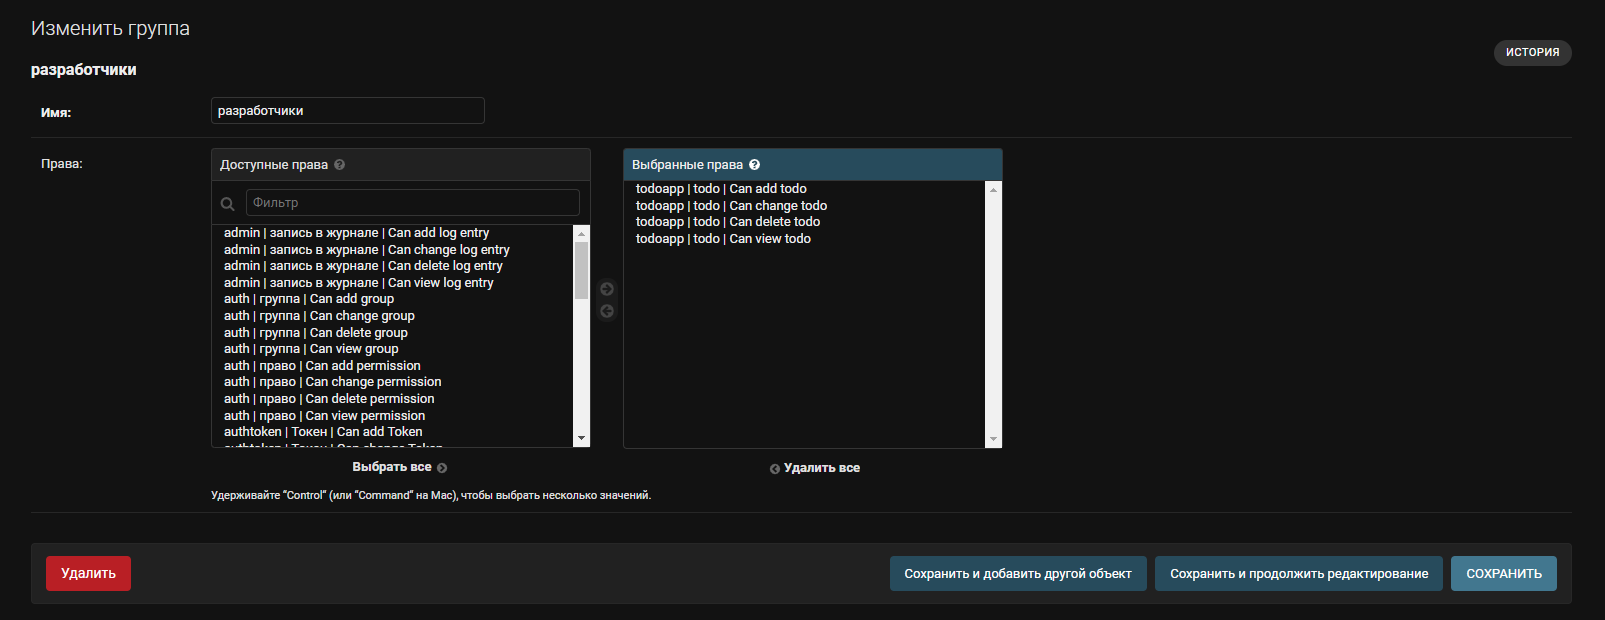 Изменить группа
ИСТОРИЯ
разработчики
Имя:
разработчики
Права:
Доступные права
Фильтр
admin | запись в журнале | Can add log entry
admin | запись в журнале | Can change log entry
admin | запись в журнале | Can delete log entry
admin | запись в журнале | Can view log entry
auth | группа | Can add group
auth | группа | Can change group
auth | группа | Can delete group
auth | группа | Can view group
auth | право | Can add permission
auth | право | Can change permission
auth | право | Can delete permission
auth | право | Can view permission
authtoken | Токен | Can add Token
authtoken | Токен | Can change Token
Выбрать все
Выбранные права
todoapp | todo | Can add todo
todoapp | todo | Can change todo
todoapp | todo | Can delete todo
todoapp | todo | Can view todo
Удалить все
Удерживайте “Control“ (или “Command“ на Mac), чтобы выбрать несколько значений.
Удалить
Сохранить и добавить другой объект
Сохранить и продолжить редактирование
СОХРАНИТЬ